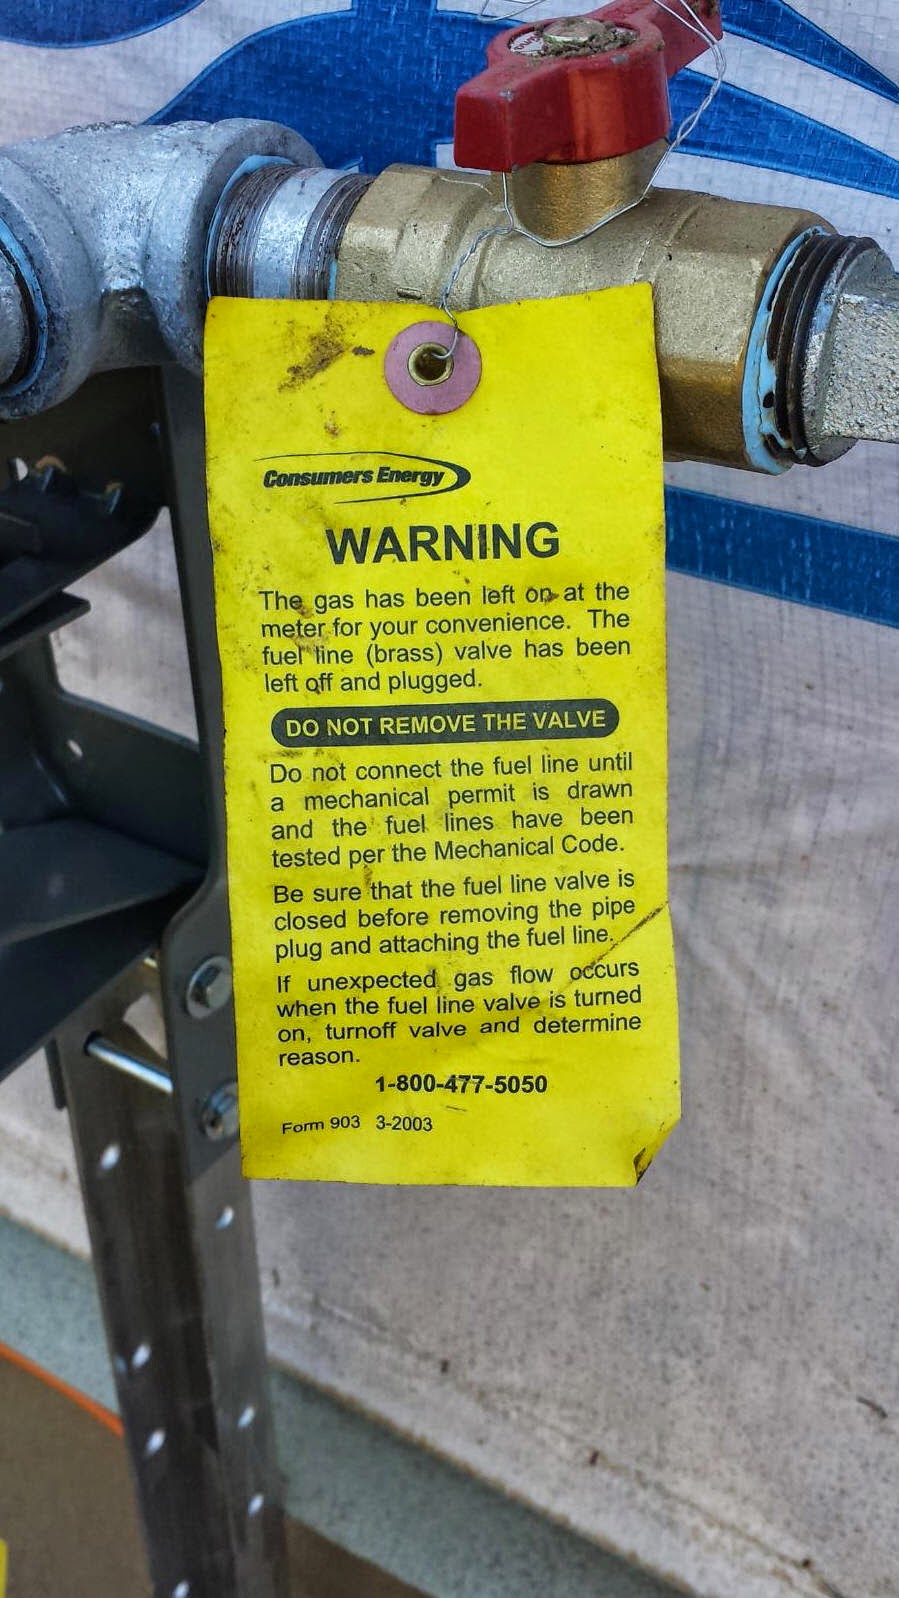 Consumers Energy
WARNING
The gas has been left on at the
meter for your convenience. The
fuel line (brass) valve has been
left off and plugged.
DO NOT REMOVE THE VALVE
Do not connect the fuel line until
a mechanical permit is drawn
and the fuel lines have been
tested per the Mechanical Code.
Be sure that the fuel line valve is
closed before removing the pipe
plug and attaching the fuel line.
If unexpected gas flow occurs
when the fuel line valve is turned
on, turnoff valve and determine
reason.
1-800-477-5050
Form 903 3-2003